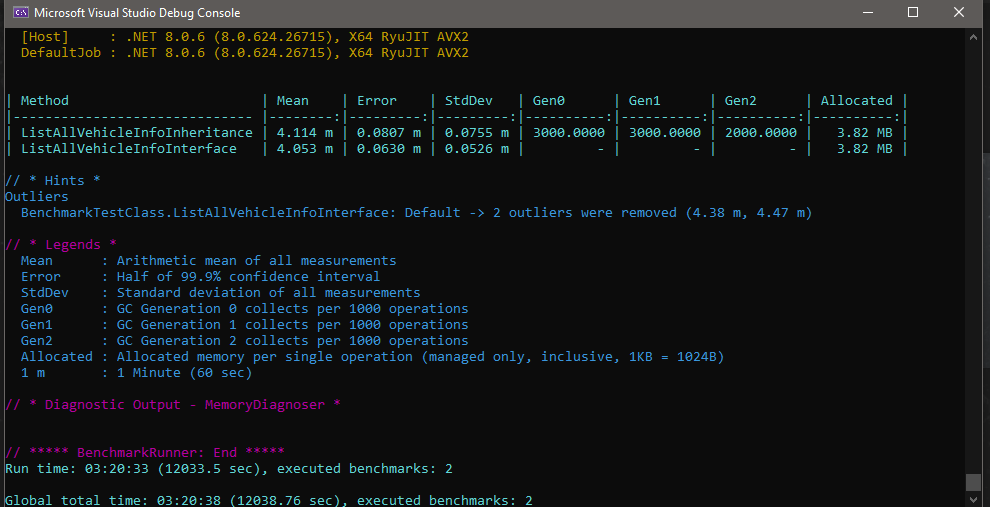 Microsoft Visual Studio Debug Console
[Host]     : .NET 8.0.6 (8.0.624.26715), X64 RyuJIT AVX2
DefaultJob : .NET 8.0.6 (8.0.624.26715), X64 RyuJIT AVX2
| Method                        | Mean    | Error    | StdDev   | Gen0      | Gen1      | Gen2      | Allocated |
|------------------------------ |--------:|---------:|---------:|----------:|----------:|----------:|----------:|
| ListAllVehicleInfoInheritance | 4.114 m | 0.0807 m | 0.0755 m | 3000.0000 | 3000.0000 | 2000.0000 |   3.82 MB |
| ListAllVehicleInfoInterface   | 4.053 m | 0.0630 m | 0.0526 m |         - |         - |         - |   3.82 MB |
// * Hints *
Outliers
BenchmarkTestClass.ListAllVehicleInfoInterface: Default -> 2 outliers were removed (4.38 m, 4.47 m)
// * Legends *
Mean      : Arithmetic mean of all measurements
Error     : Half of 99.9% confidence interval
StdDev    : Standard deviation of all measurements
Gen0      : GC Generation 0 collects per 1000 operations
Gen1      : GC Generation 1 collects per 1000 operations
Gen2      : GC Generation 2 collects per 1000 operations
Allocated : Allocated memory per single operation (managed only, inclusive, 1KB = 1024B)
1 m       : 1 Minute (60 sec)
// * Diagnostic Output - MemoryDiagnoser *
// ***** BenchmarkRunner: End *****
Run time: 03:20:33 (12033.5 sec), executed benchmarks: 2
Global total time: 03:20:38 (12038.76 sec), executed benchmarks: 2